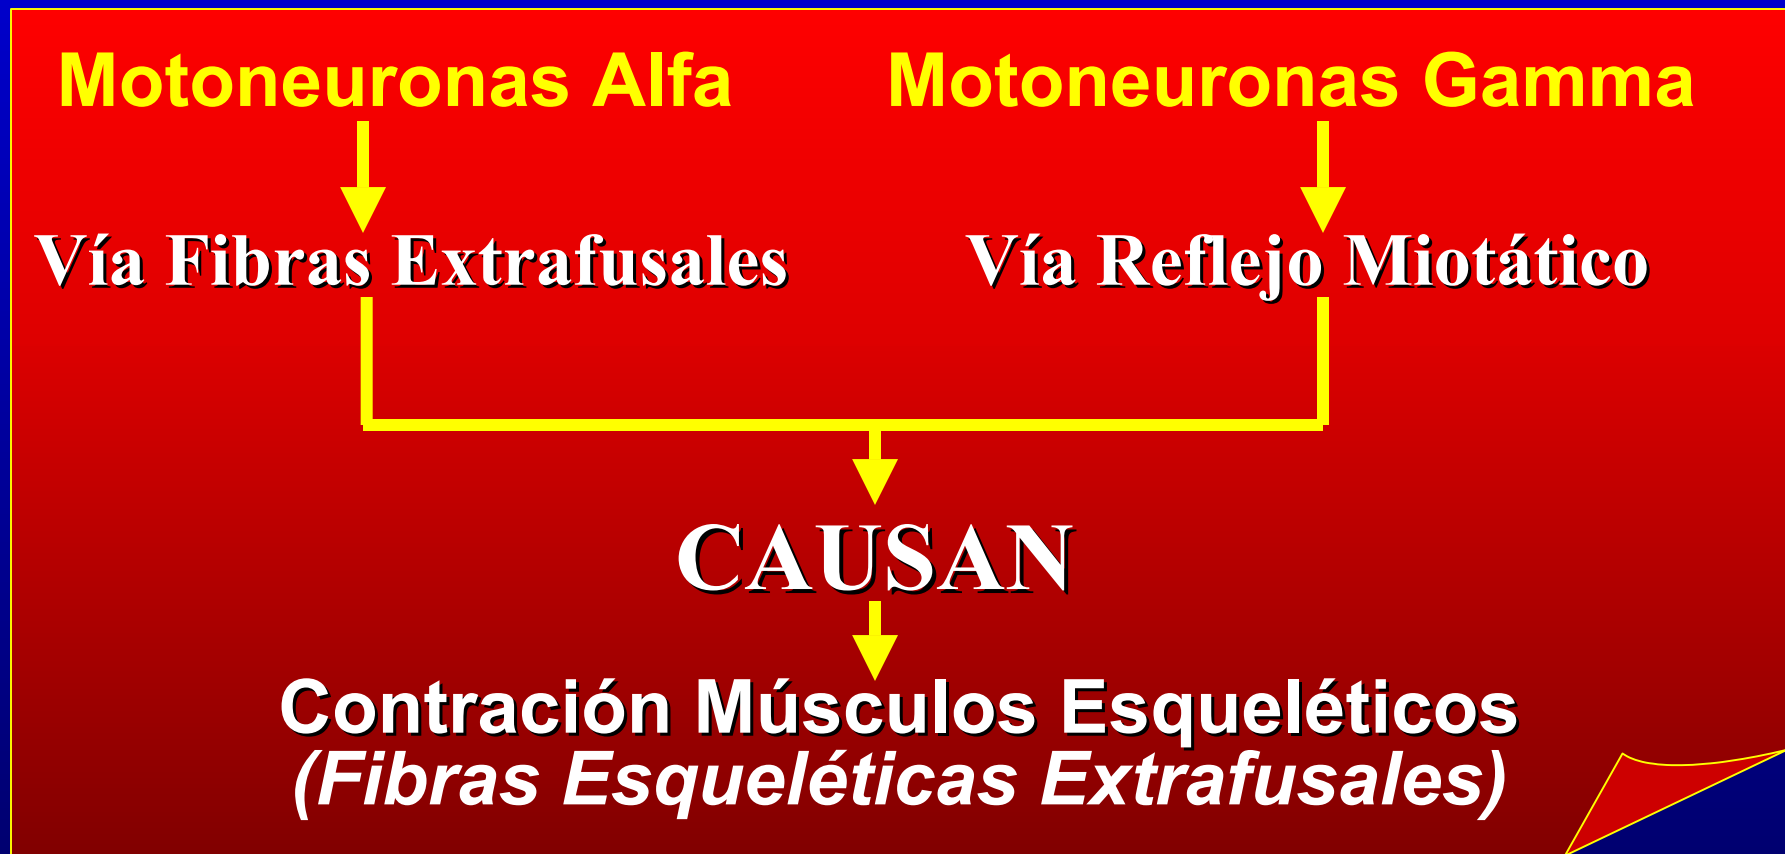 Motoneuronas Alfa Motoneuronas Gamma
Vía Fibras Extrafusales Vía Reflejo Miotático
CAUSAN
Contración Músculos Esqueléticos
(Fibras Esqueléticas Extrafusales)